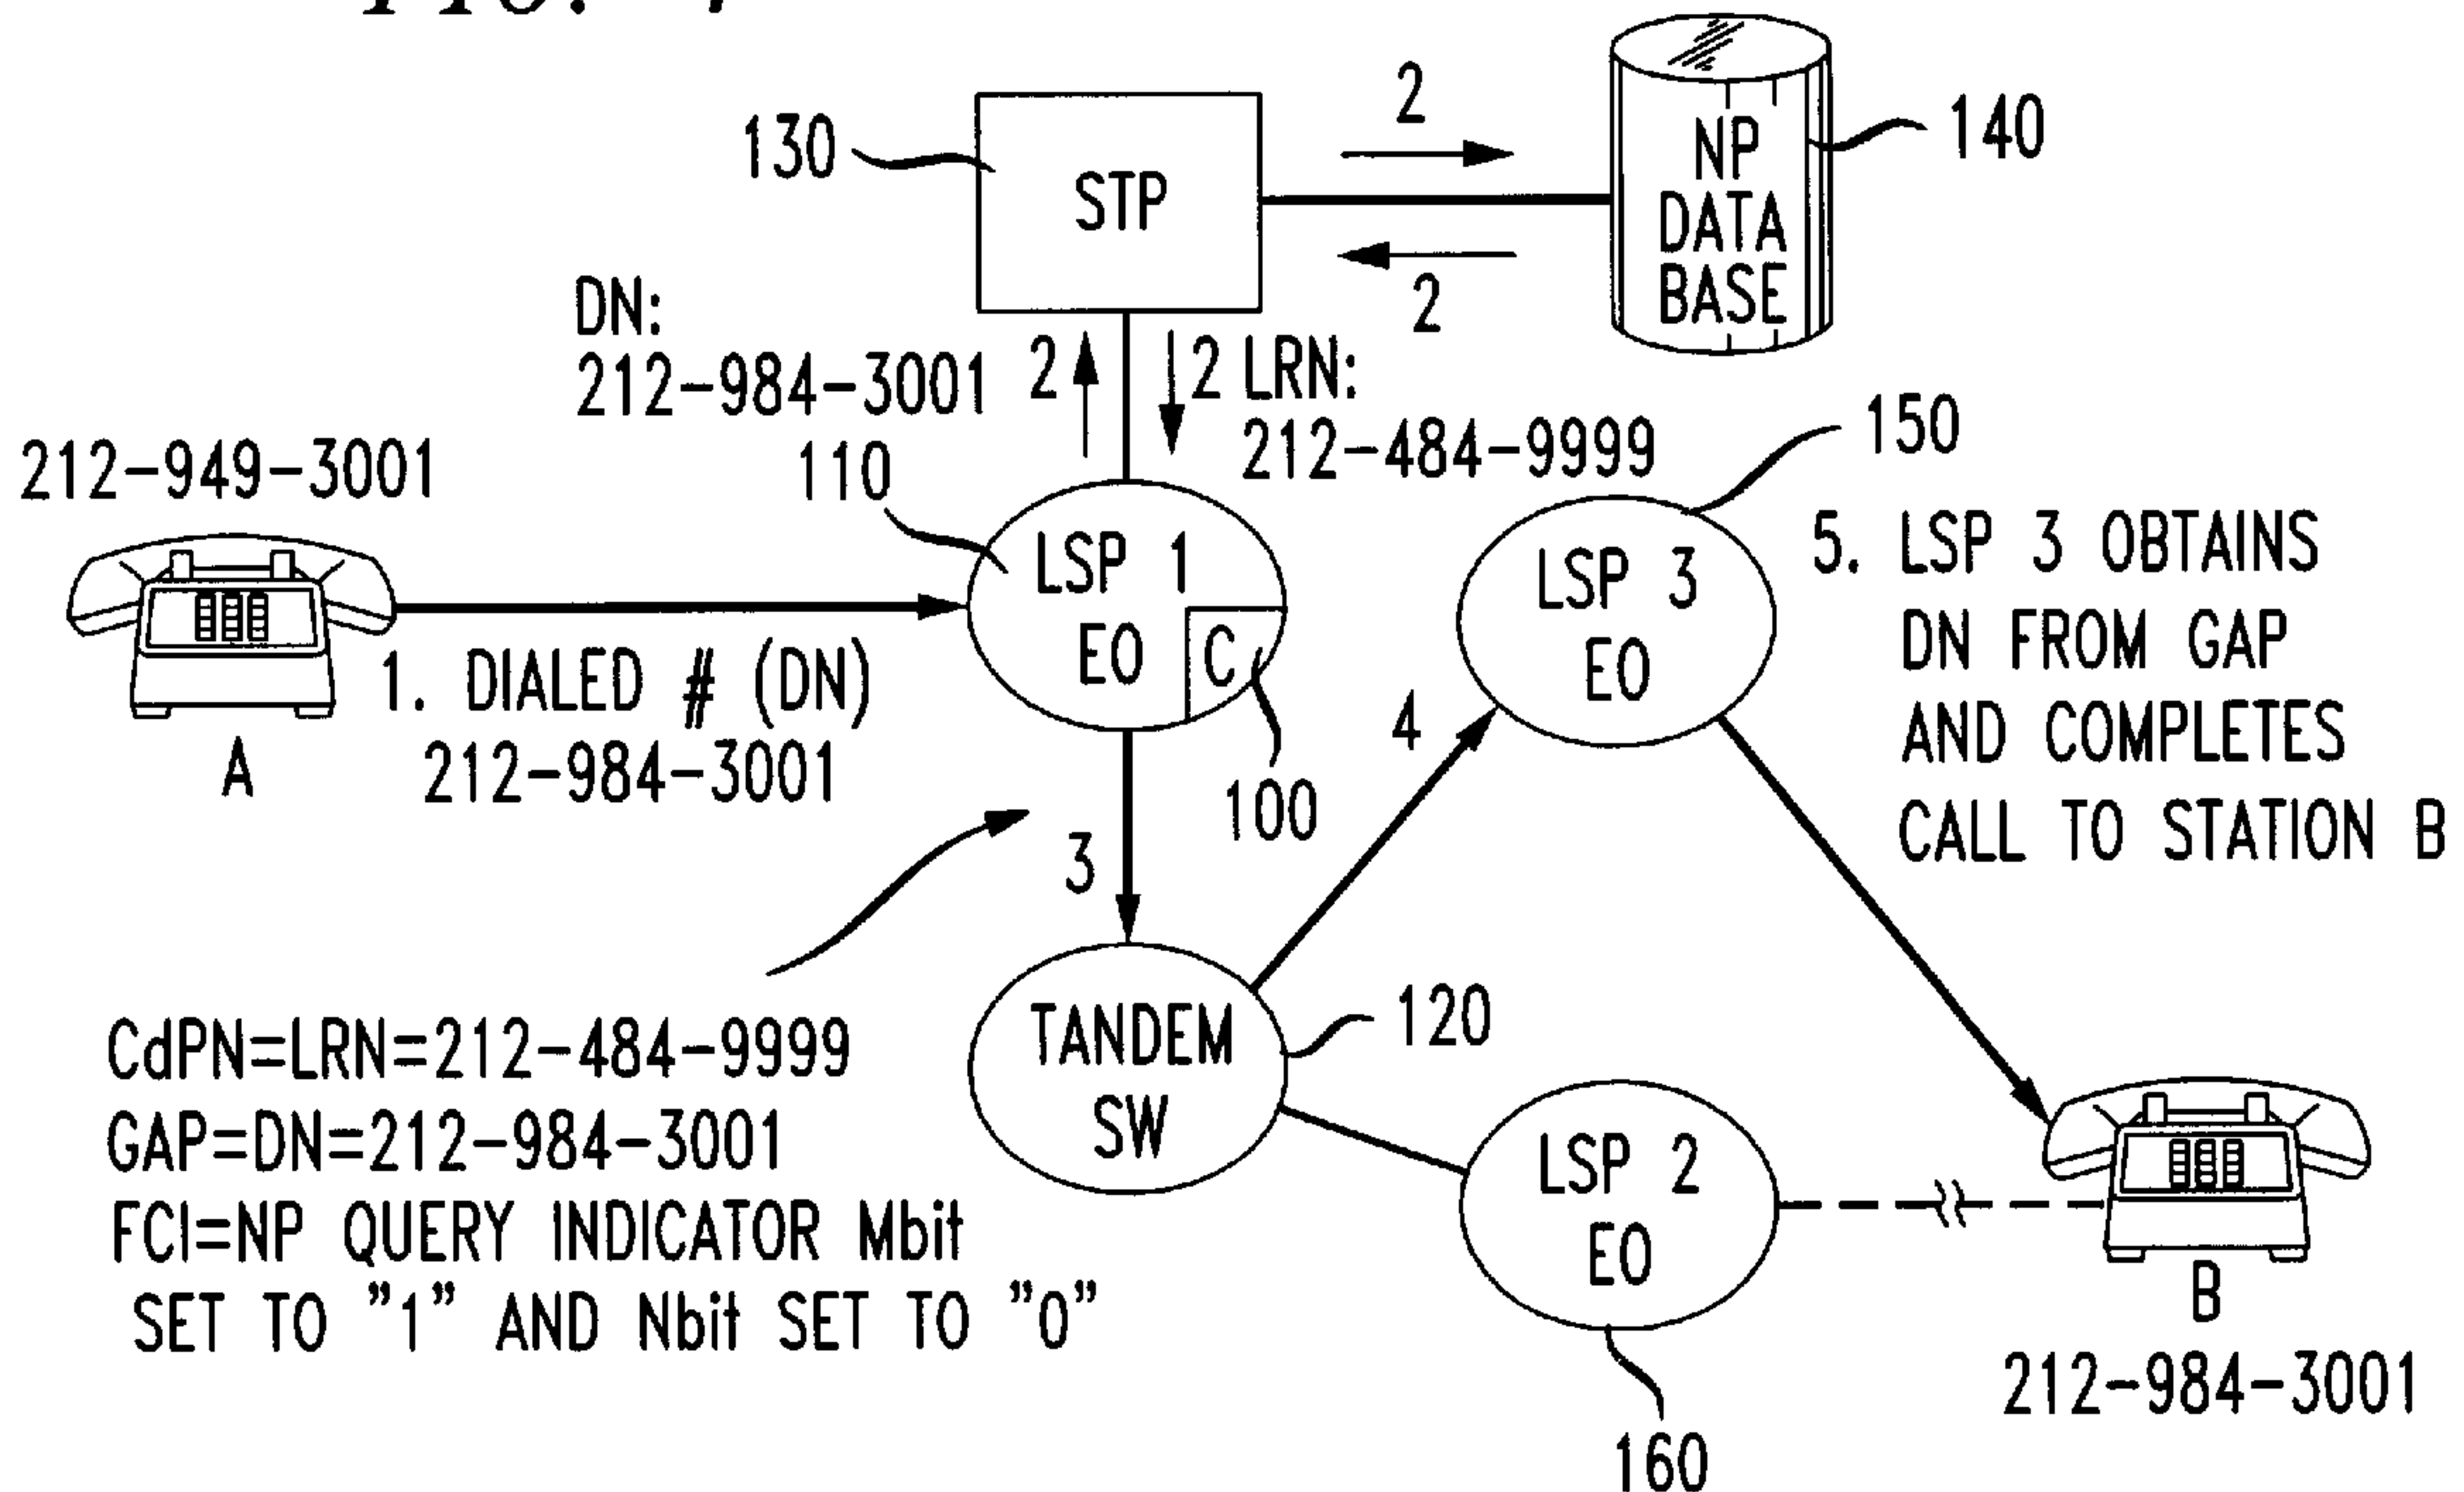 2
130
140
STP
NP
DATA
BASE
2
DN:
212-984-3001
2
2 LRN:
212-484-9999
150
212-949-3001
110
LSP 1
EO
C
LSP 3
EO
5. LSP 3 OBTAINS
DN FROM GAP
AND COMPLETES
CALL TO STATION B
1. DIALED # (DN)
212-984-3001
A
100
4
3
TANDEM
SW
120
CdPN=LRN=212-484-9999
GAP=DN=212-984-3001
FCI=NP QUERY INDICATOR Mbit
SET TO "1" AND Nbit SET TO "0"
LSP 2
EO
B
212-984-3001
160